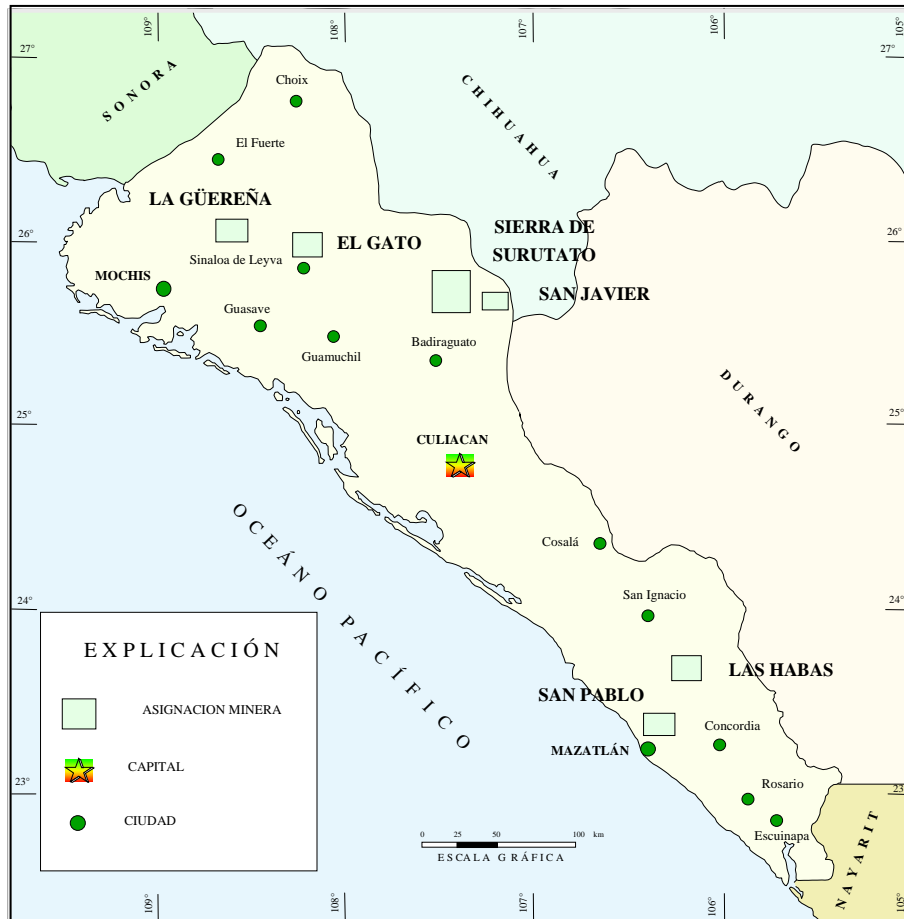 109°
108°
107°
106°
105°
27°
27°
SONORA
CHIHUAHUA
Choix
El Fuerte
LA GÜEREÑA
EL GATO
SIERRA DE
SURUTATO
26°
26°
Sinaloa de Leyva
MOCHIS
SAN JAVIER
Guasave
Guamuchil
Badiraguato
DURANGO
25°
25°
CULIACAN
OCEÁNO PACÍFICO
Cosalá
24°
24°
San Ignacio
EXPLICACIÓN
ASIGNACION MINERA
CAPITAL
CIUDAD
LAS HABAS
SAN PABLO
Concordia
MAZATLÁN
23°
23°
Rosario
Escuinapa
NAYARIT
0 25 50 100 km
ESCALA GRÁFICA
109°
108°
107°
106°
105°